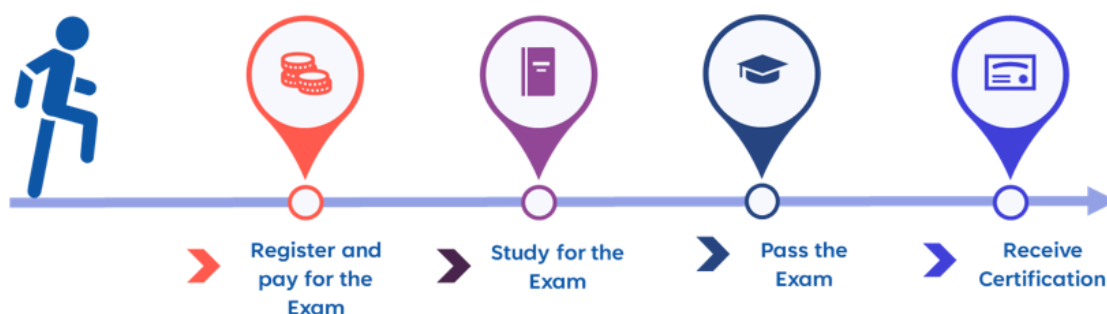 Register and
pay for the
Exam
Study for the
Exam
Pass the
Exam
Receive
Certification